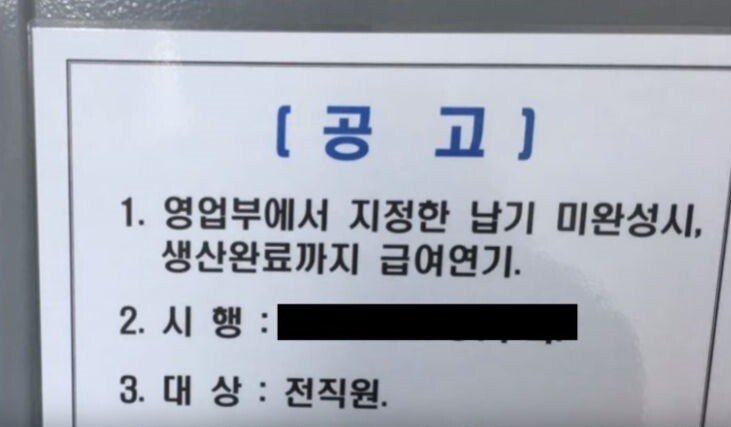 [ 공 고 ]
1. 영업부에서 지정한 납기 미완성시,
생산완료까지 급여연기.
2. 시 행 :
3. 대 상 : 전직원.